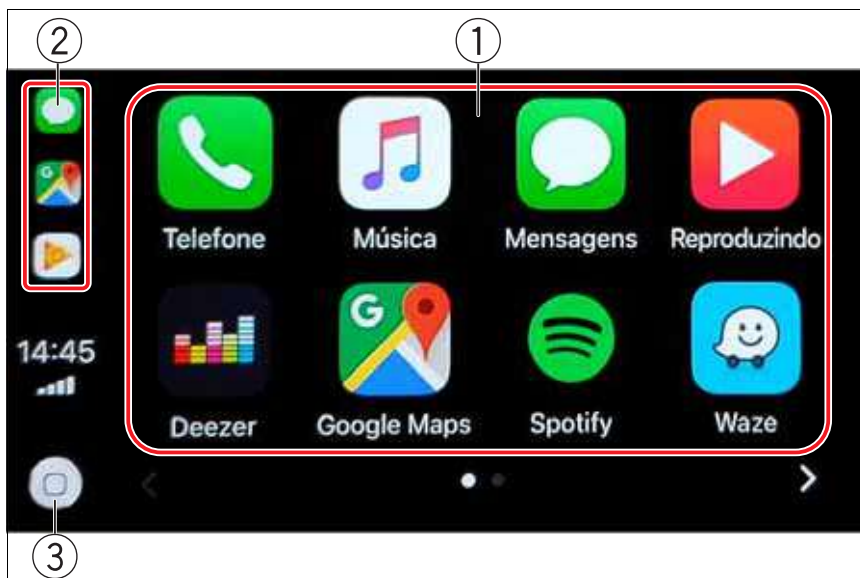 2
1
Telefone
Música
Mensagens
Reproduzindo
14:45
G
Deezer
Google Maps
Spotify
Waze
3